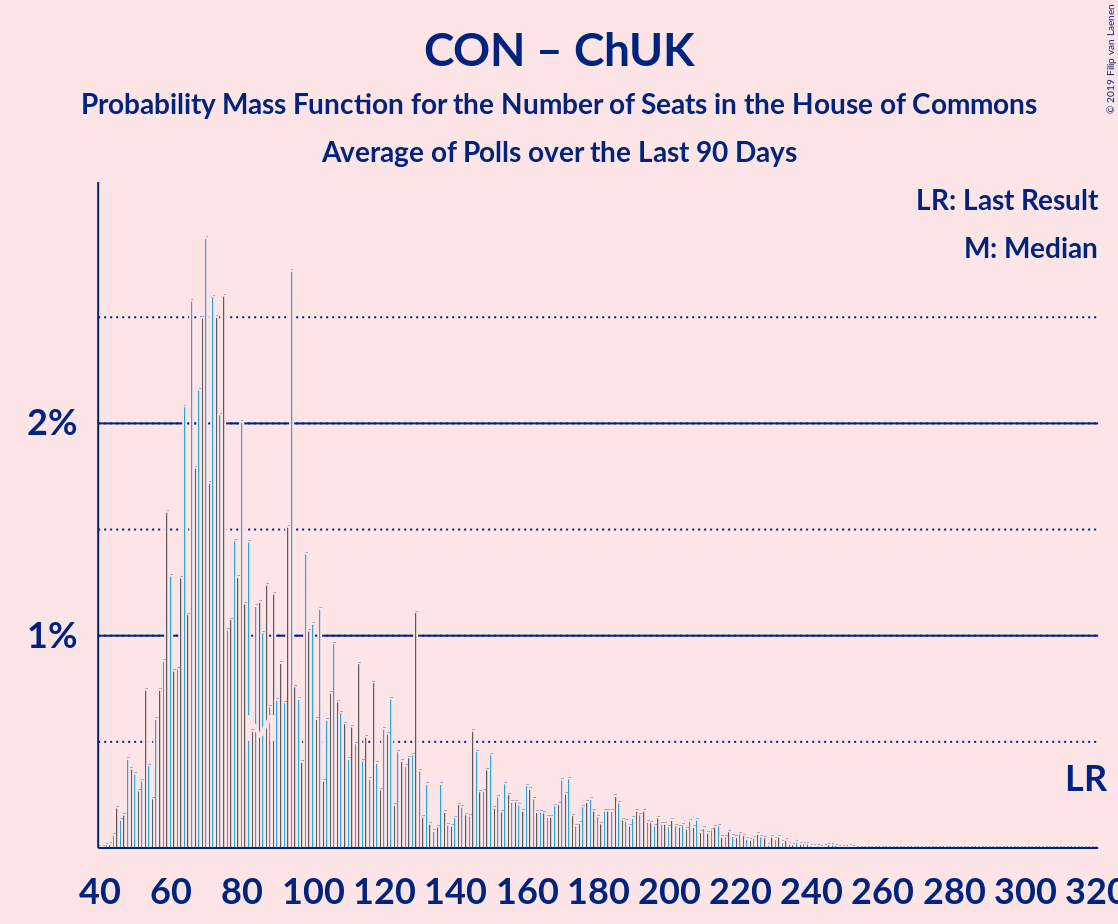 CON – ChUK
Probability Mass Function for the Number of Seats in the House of Commons
Average of Polls over the Last 90 Days
© 2019 Filip van Laenen
LR: Last Result
M: Median
2%
1%
M
LR
40 60 80 100 120 140 160 180 200 220 240 260 280 300 320